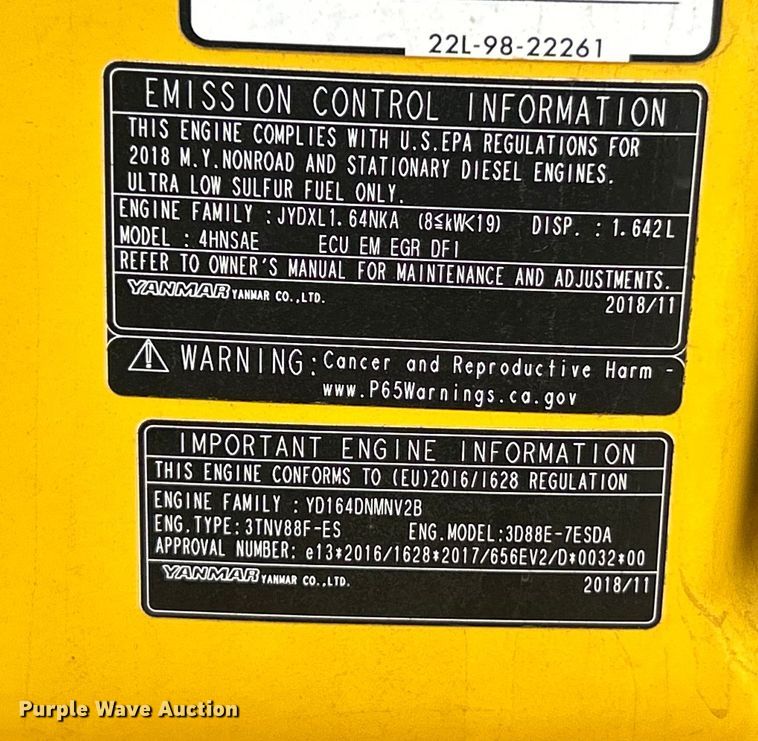 22L-98-22261
EMISSION CONTROL INFORMATION
THIS ENGINE COMPLIES WITH U.S.EPA REGULATIONS FOR
2018 M.Y.NONROAD AND STATIONARY DIESEL ENGINES.
ULTRA LOW SULFUR FUEL ONLY.
ENGINE FAMILY : JYDXL1.64NKA (8≦kW<19) DISP. : 1.642L
MODEL : 4HNSAE ECU EM EGR DFI
REFER TO OWNER'S MANUAL FOR MAINTENANCE AND ADJUSTMENTS.
YANMAR YANMAR CO.,LTD. 2018/11
WARNING: Cancer and Reproductive Harm -
www.P65Warnings.ca.gov
IMPORTANT ENGINE INFORMATION
THIS ENGINE CONFORMS TO (EU)2016/1628 REGULATION
ENGINE FAMILY : YD164DNMNV2B
ENG.TYPE: 3TNV88F-ES ENG.MODEL:3D88E-7ESDA
APPROVAL NUMBER: e13*2016/1628*2017/656EV2/D*0032*00
YANMAR YANMAR CO.,LTD. 2018/11
Purple Wave Auction